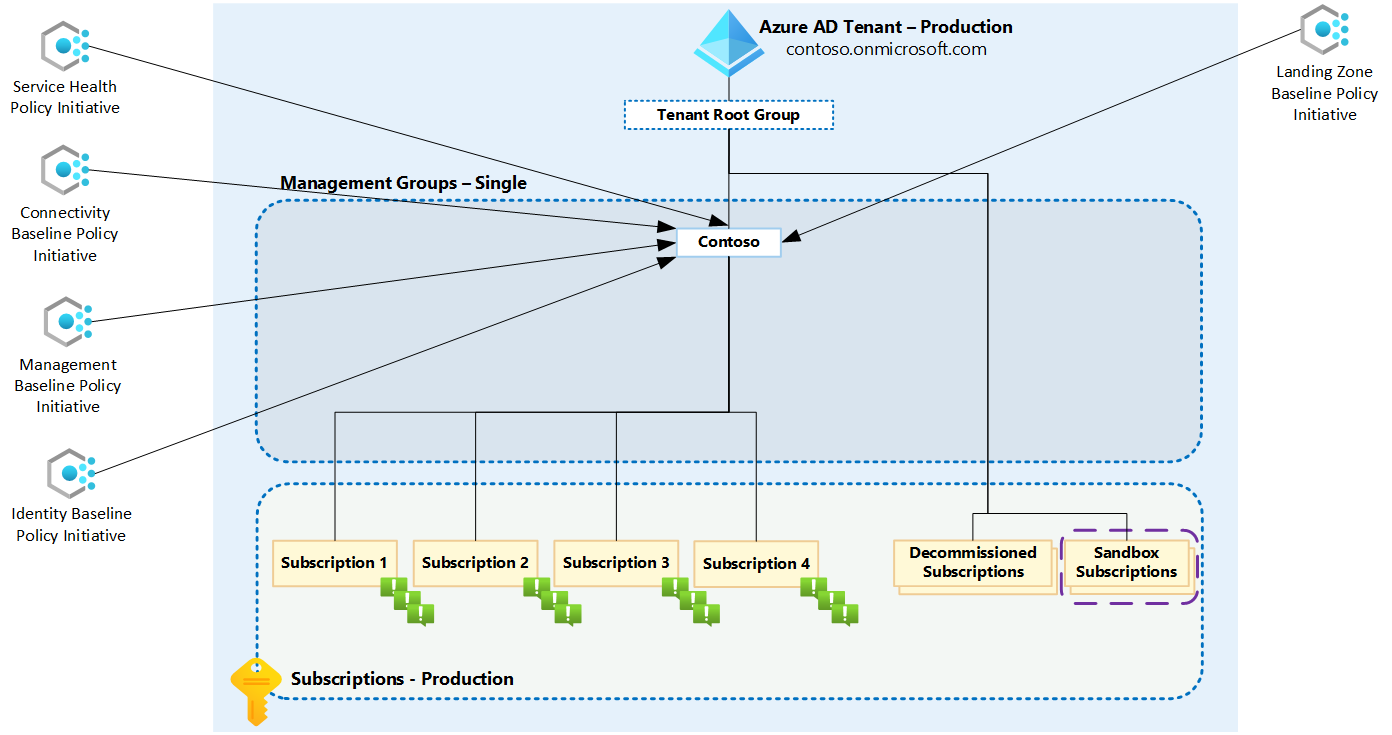 Azure AD Tenant – Production
contoso.onmicrosoft.com
Tenant Root Group
Service Health
Policy Initiative
Landing Zone
Baseline Policy
Initiative
Management Groups – Single
Connectivity
Baseline Policy
Initiative
Contoso
Management
Baseline Policy
Initiative
Identity Baseline
Policy Initiative
Subscription 1
Subscription 2
Subscription 3
Subscription 4
Decommissioned
Subscriptions
Sandbox
Subscriptions
Subscriptions - Production